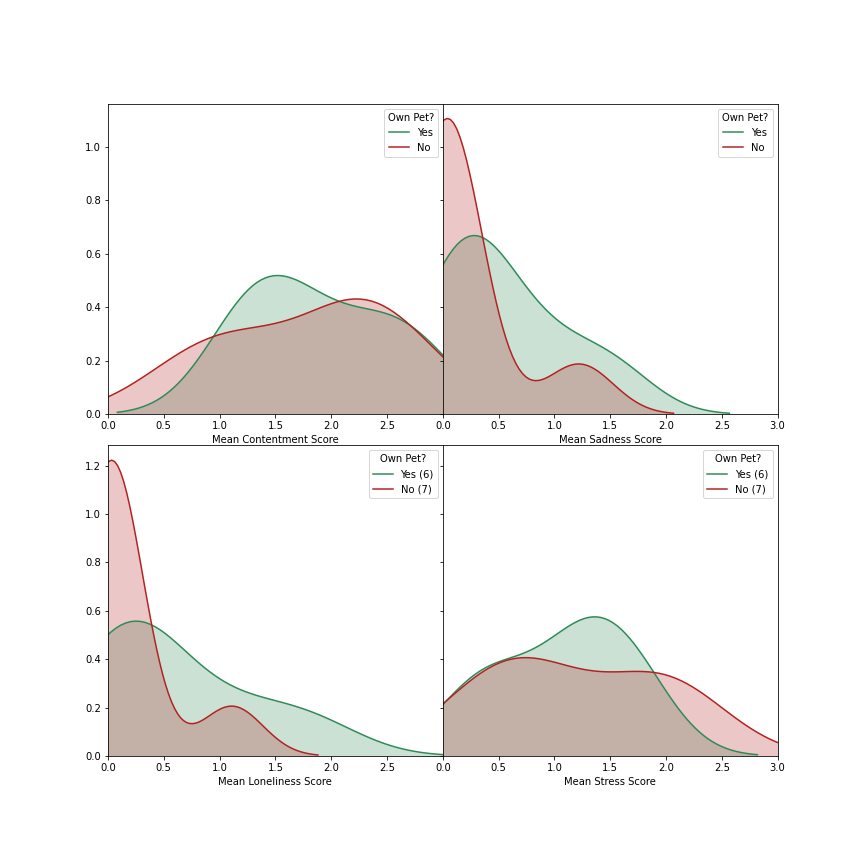 Own Pet?
Yes
No
Own Pet?
Yes
No
1.0
0.8
0.6
0.4
0.2
0.0
0.0 0.5 1.0 1.5 2.0 2.5 0.0 0.5 1.0 1.5 2.0 2.5 3.0
Mean Contentment Score Mean Sadness Score
Own Pet?
Yes (6)
No (7)
Own Pet?
Yes (6)
No (7)
1.2
1.0
0.8
0.6
0.4
0.2
0.0
0.0 0.5 1.0 1.5 2.0 2.5 0.0 0.5 1.0 1.5 2.0 2.5 3.0
Mean Loneliness Score Mean Stress Score